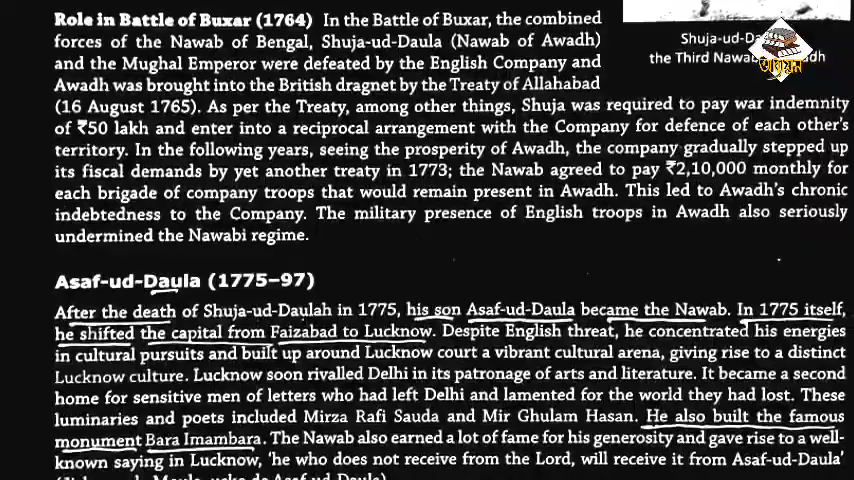 Role in Battle of Buxar (1764) In the Battle of Buxar, the combined
forces of the Nawab of Bengal, Shuja-ud-Daula (Nawab of Awadh)
and the Mughal Emperor were defeated by the English Company and
Awadh was brought into the British dragnet by the Treaty of Allahabad
(16 August 1765). As per the Treaty, among other things, Shuja was required to pay war indemnity
of ₹50 lakh and enter into a reciprocal arrangement with the Company for defence of each other's
territory. In the following years, seeing the prosperity of Awadh, the company gradually stepped up
its fiscal demands by yet another treaty in 1773; the Nawab agreed to pay ₹2,10,000 monthly for
each brigade of company troops that would remain present in Awadh. This led to Awadh's chronic
indebtedness to the Company. The military presence of English troops in Awadh also seriously
undermined the Nawabi regime.
Shuja-ud-
the Third Nawab
Asaf-ud-Daula (1775–97)
After the death of Shuja-ud-Daulah in 1775, his son Asaf-ud-Daula became the Nawab. In 1775 itself,
he shifted the capital from Faizabad to Lucknow. Despite English threat, he concentrated his energies
in cultural pursuits and built up around Lucknow court a vibrant cultural arena, giving rise to a distinct
Lucknow culture. Lucknow soon rivalled Delhi in its patronage of arts and literature. It became a second
home for sensitive men of letters who had left Delhi and lamented for the world they had lost. These
luminaries and poets included Mirza Rafi Sauda and Mir Ghulam Hasan. He also built the famous
monument Bara Imambara. The Nawab also earned a lot of fame for his generosity and gave rise to a well-
known saying in Lucknow, 'he who does not receive from the Lord, will receive it from Asaf-ud-Daula'